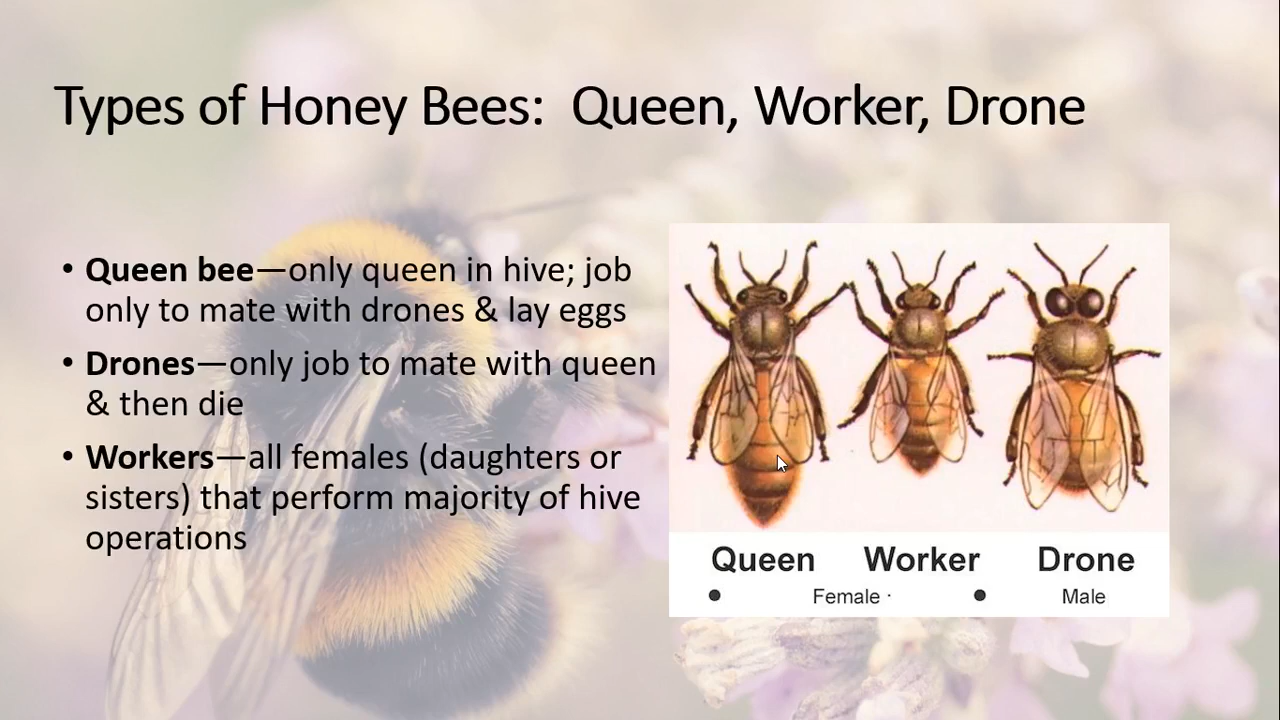 Types of Honey Bees:  Queen, Worker, Drone
• Queen bee—only queen in hive; job
only to mate with drones & lay eggs
• Drones—only job to mate with queen
& then die
• Workers—all females (daughters or
sisters) that perform majority of hive
operations
Queen Worker Drone
• Female · • Male